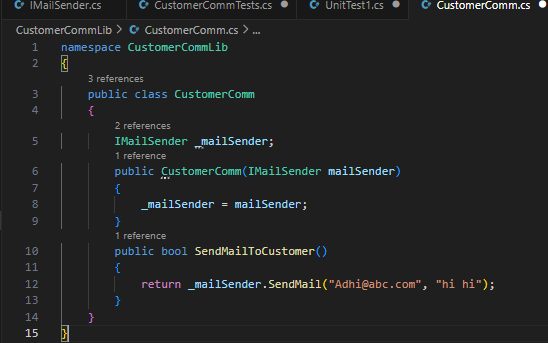 IMailSender.cs CustomerCommTests.cs UnitTest1.cs CustomerComm.cs
CustomerCommLib > CustomerComm.cs > ...
1 namespace CustomerCommLib
2 {
3 references
3 public class CustomerComm
4 {
2 references
5 IMailSender _mailSender;
1 reference
6 public CustomerComm(IMailSender mailSender)
7 {
8 _mailSender = mailSender;
9 }
1 reference
10 public bool SendMailToCustomer()
11 {
12 return _mailSender.SendMail("Adhi@abc.com", "hi hi");
13 }
14 }
15 }